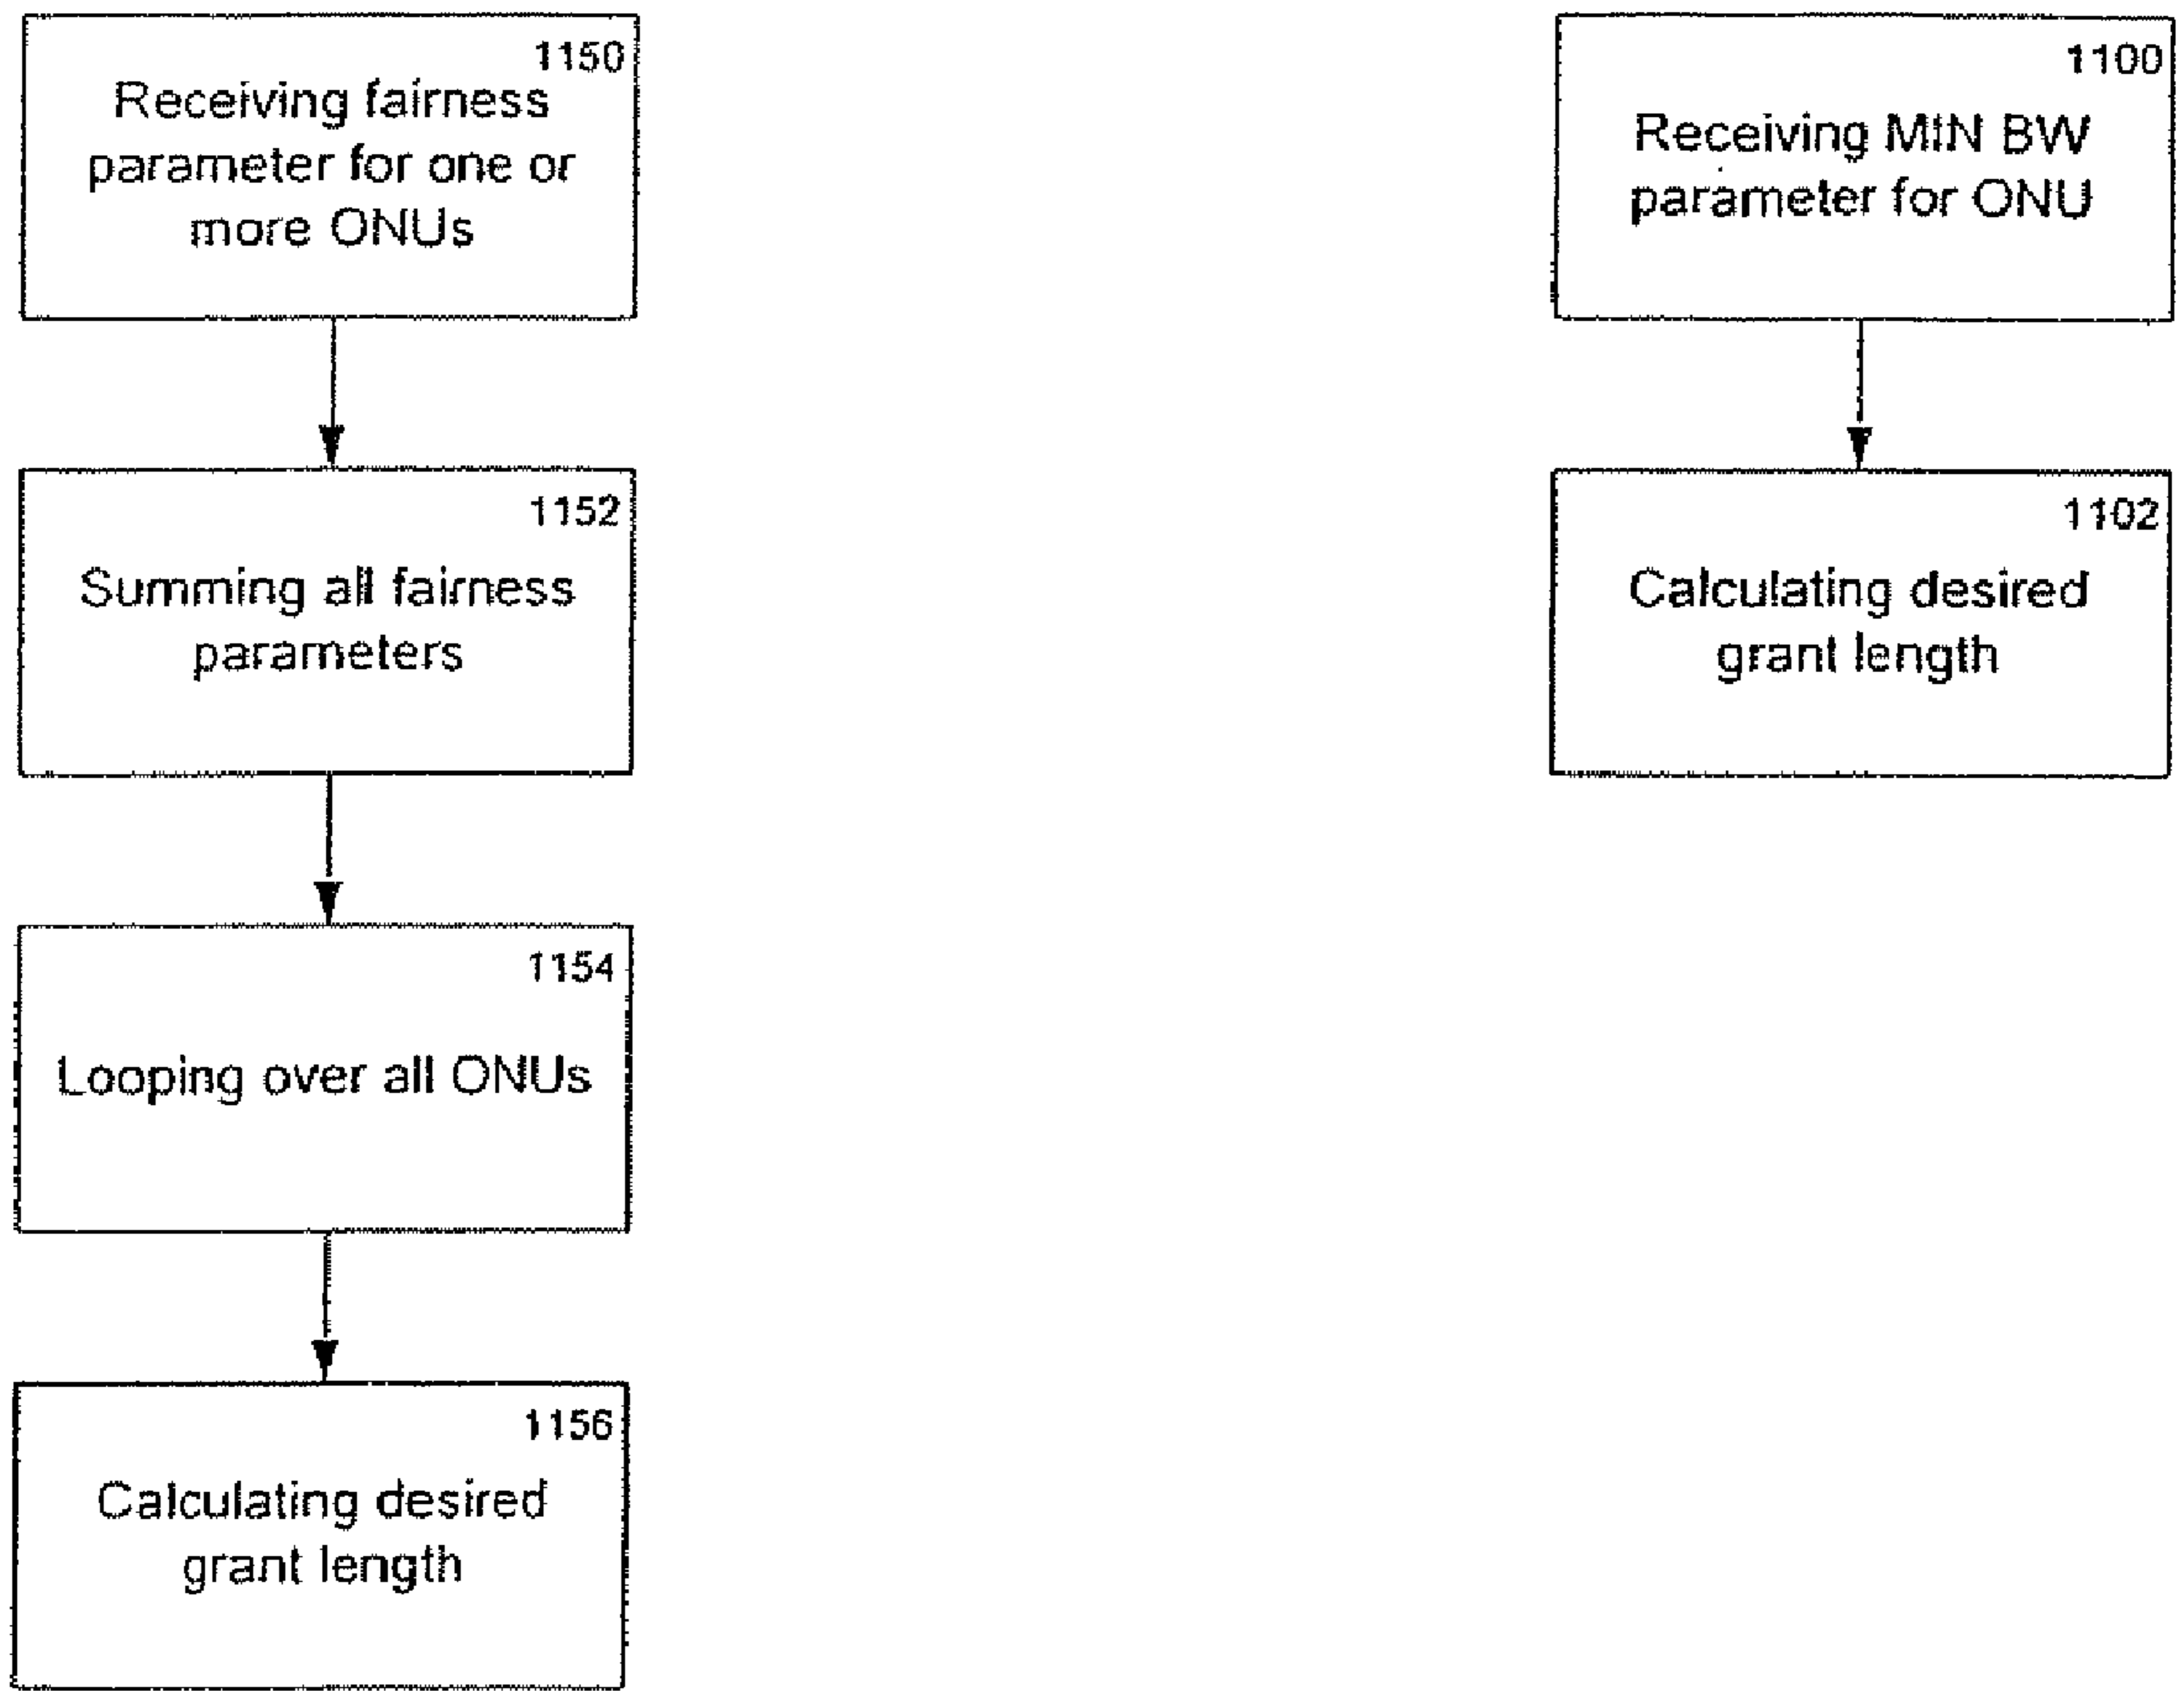 1150
Receiving fairness
parameter for one or
more ONUs
1152
Summing all fairness
parameters
1154
Looping over all ONUs
1156
Calculating desired
grant length
1100
Receiving MIN BW
parameter for ONU
1102
Calculating desired
grant length